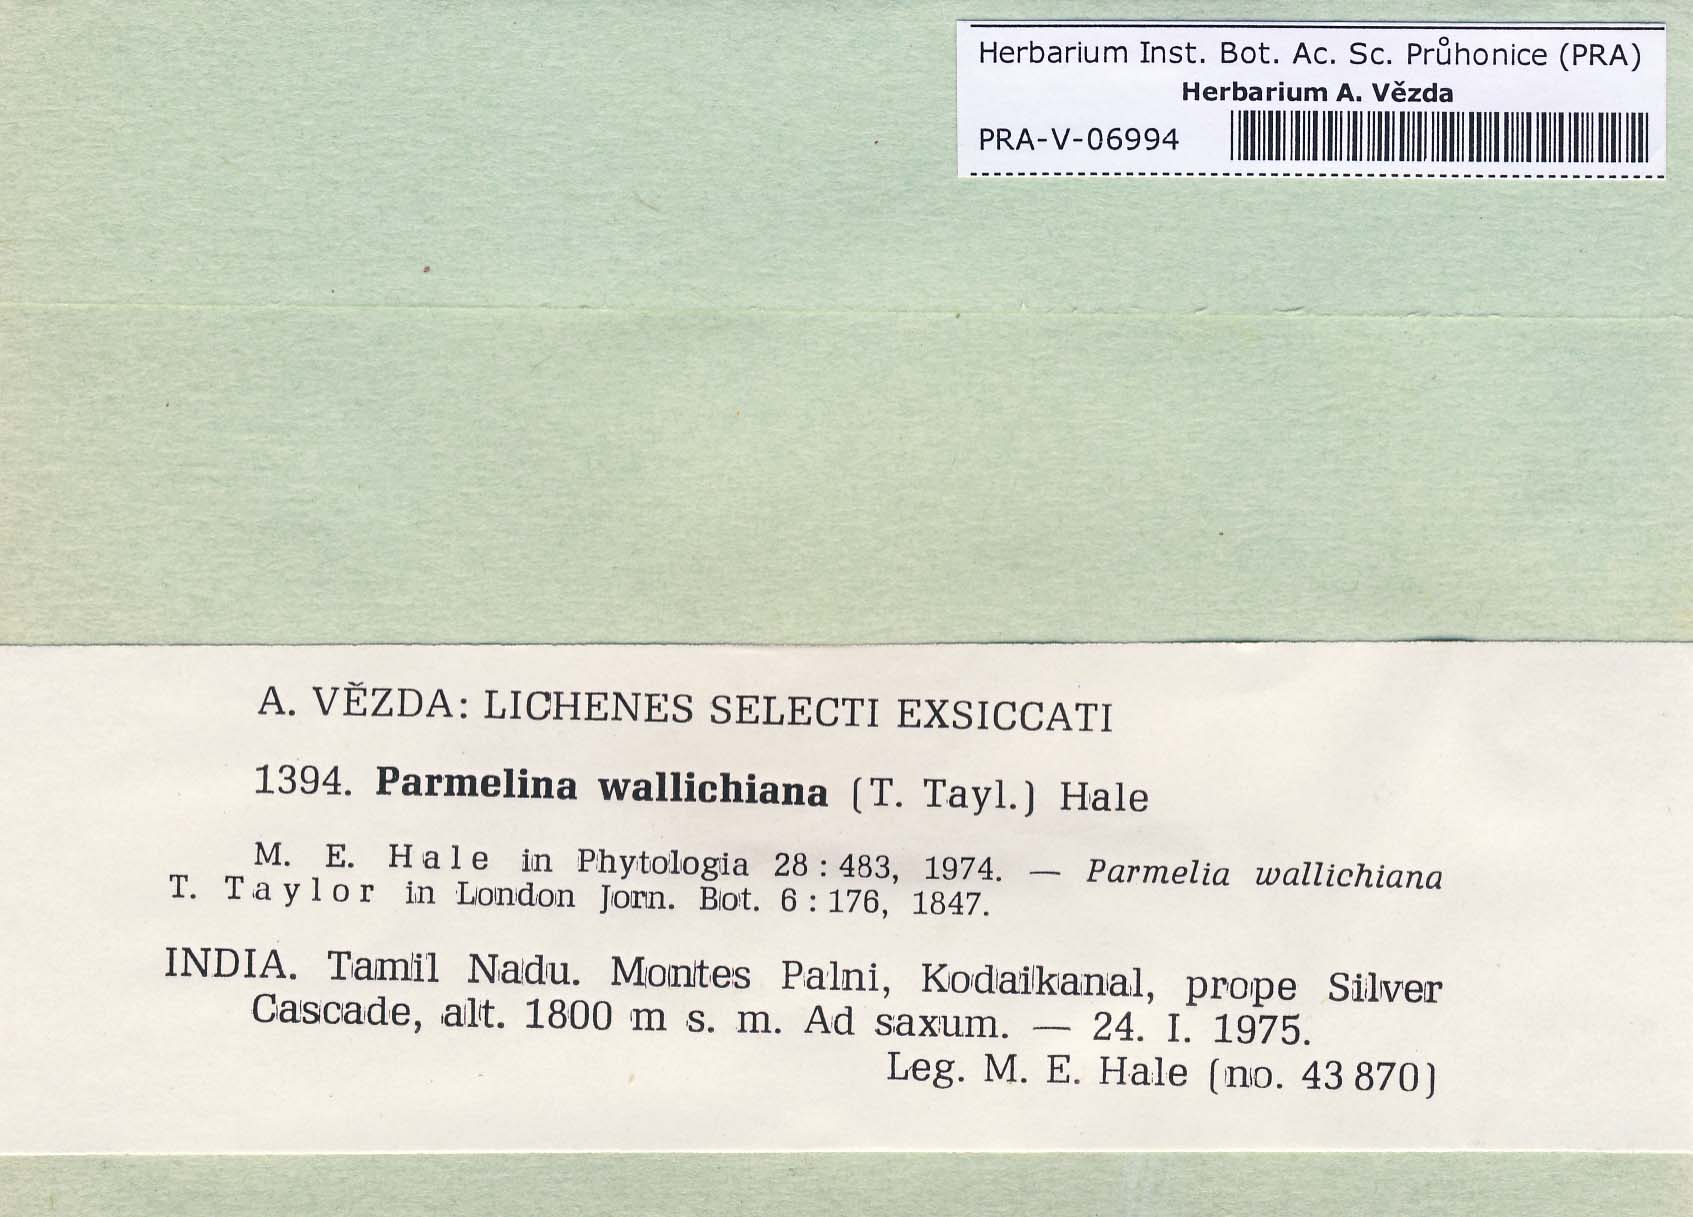 Herbarium Inst. Bot. Ac. Sc. Průhonice (PRA)
Herbarium A. Vězda
PRA-V-06994
A. VĚZDA: LICHENES SELECTI EXSICCATI
1394. Parmelina wallichiana (T. Tayl.) Hale
M. E. Hale in Phytologia 28 : 483, 1974. — Parmelia wallichiana
T. Taylor in London Jorn. Bot. 6 : 176, 1847.
INDIA. Tamil Nadu. Montes Palni, Kodaikanal, prope Silver
Cascade, alt. 1800 m s. m. Ad saxum. — 24. I. 1975.
Leg. M. E. Hale (no. 43 870)